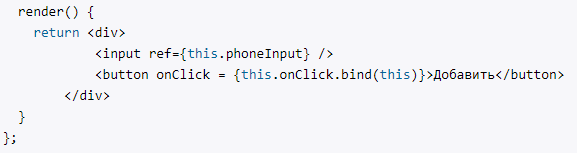 render() {
return <div>
<input ref={this.phoneInput} />
<button onClick = {this.onClick.bind(this)}>Добавить</button>
</div>
}
};